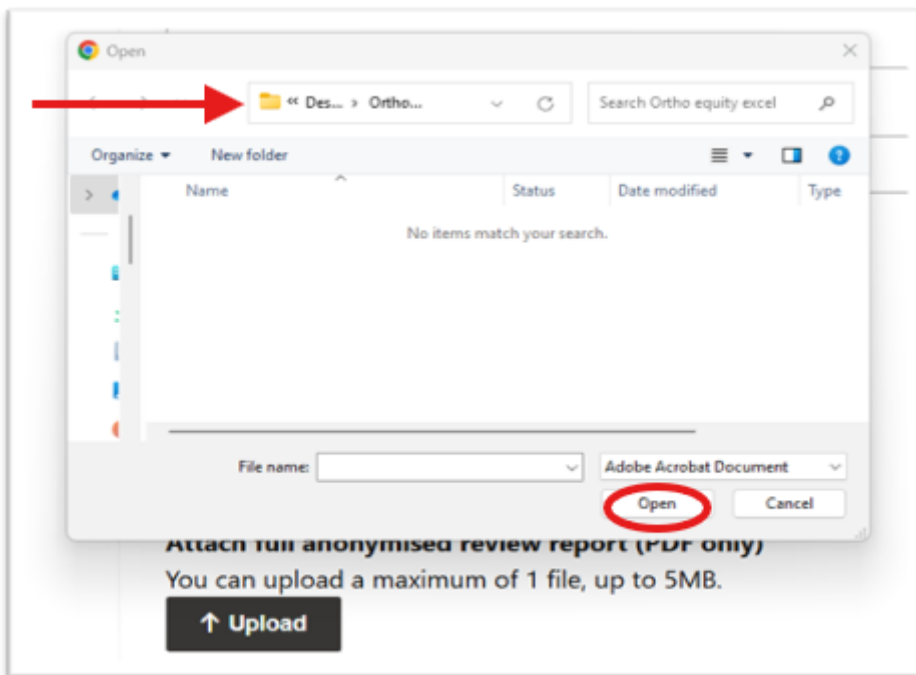 Open
« Des... › Ortho...
Search Ortho equity excel
Organize
New folder
Name
Status
Date modified
Type
No items match your search.
File name:
Adobe Acrobat Document
Open
Cancel
Attach full anonymised review report (PDF only)
You can upload a maximum of 1 file, up to 5MB.
↑ Upload